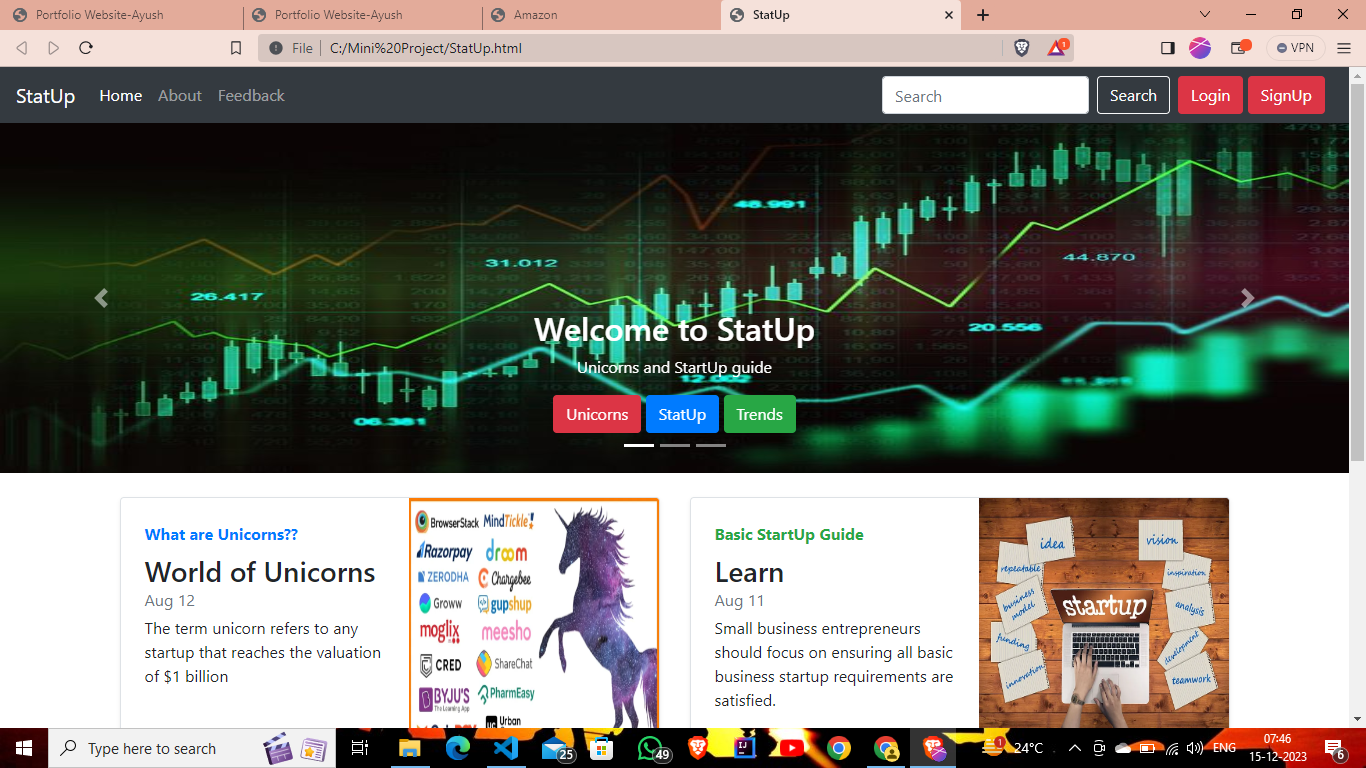 Portfolio Website-Ayush
Portfolio Website-Ayush
Amazon
StatUp
File
C:/Mini%20Project/StatUp.html
1
VPN
StatUp
Home
About
Feedback
Search
Search
Login
SignUp
479.13
48.991
31.012
44.870
26.417
20.556
Welcome to StatUp
Unicorns and StartUp guide
12.002
Unicorns
StatUp
Trends
06.381
What are Unicorns??
World of Unicorns
Aug 12
The term unicorn refers to any
startup that reaches the valuation
of $1 billion
BrowserStack
MindTickle!
Razorpay
droom
ZERODHA
Chargebee
Groww
gupshup
moglix
meesho
CRED
ShareChat
BYJU'S
The Learning App
PharmEasy
Urban
Basic StartUp Guide
Learn
Aug 11
Small business entrepreneurs
should focus on ensuring all basic
business startup requirements are
satisfied.
idea
vision
repeatable
inspiration
business
model
startup
analysis
funding
development
innovation
teamwork
Type here to search
25
49
1
24°C
ENG
07:46
15-12-2023
6